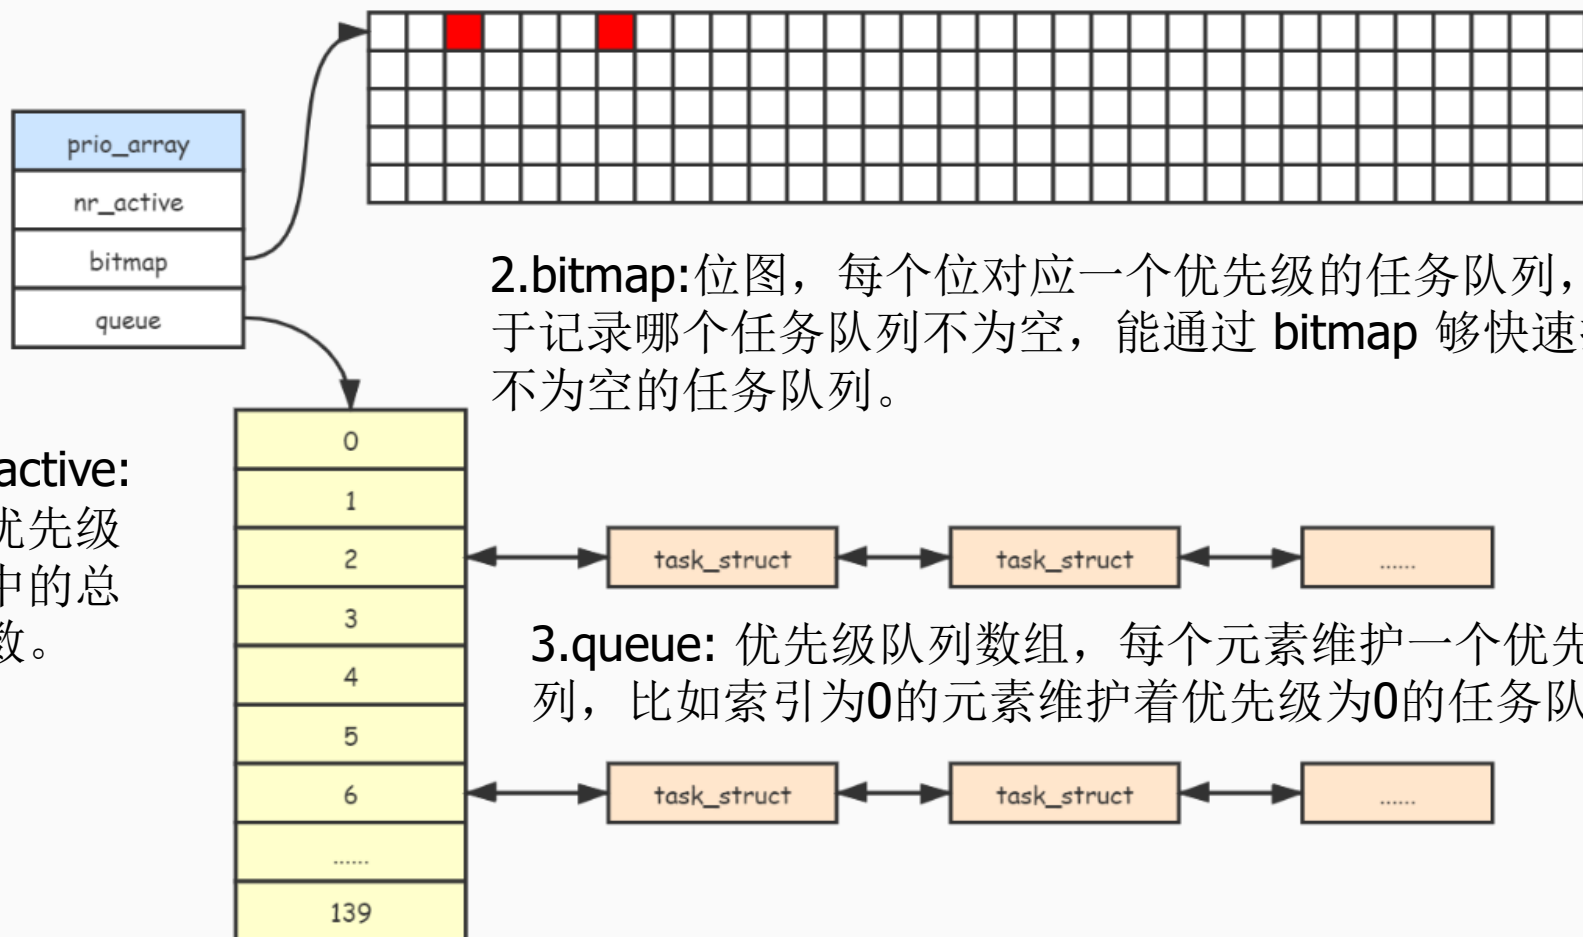 prio_array
nr_active
bitmap
queue
2.bitmap:位图，每个位对应一个优先级的任务队列，
于记录哪个任务队列不为空，能通过 bitmap 够快速
不为空的任务队列。
active:
优先级
中的总
数。
0
1
2
3
4
5
6
......
139
task_struct
task_struct
......
3.queue: 优先级队列数组，每个元素维护一个优先
列，比如索引为0的元素维护着优先级为0的任务队
task_struct
task_struct
......